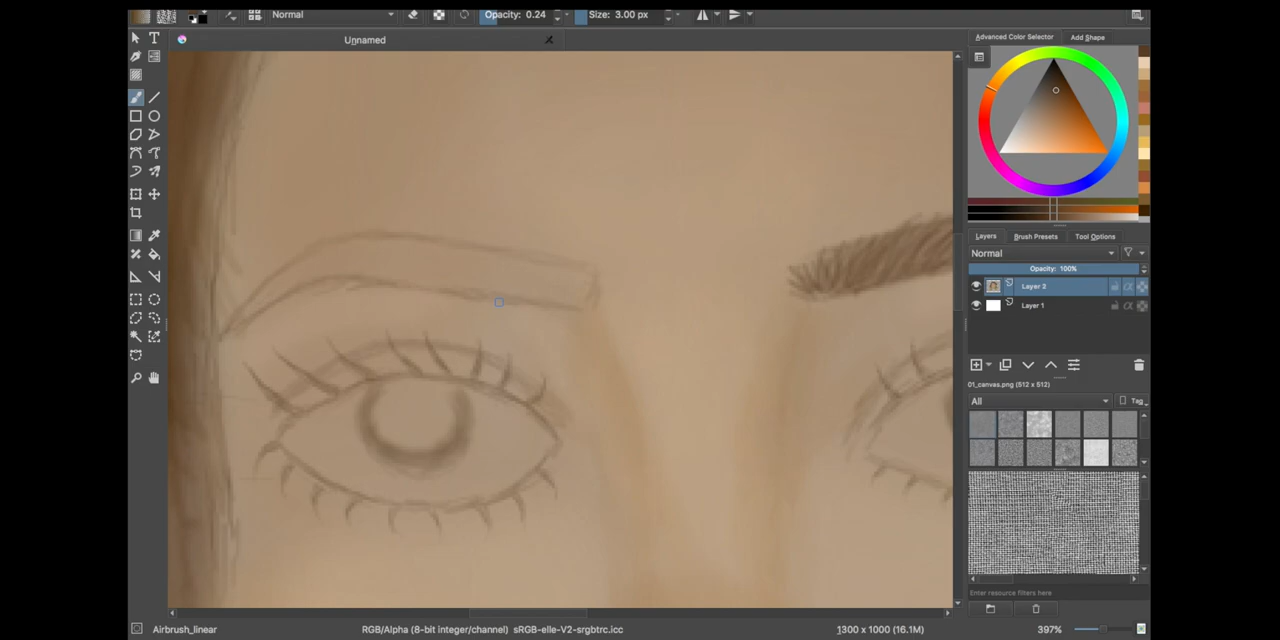 Normal
Opacity: 0.24
Size: 3.00 px
Unnamed
Advanced Color Selector
Add Shape
T
Layers
Brush Presets
Tool Options
Normal
Opacity: 100%
Layer 2
Layer 1
01_canvas.png (512 x 512)
All
Tag
Enter resource filters here
Airbrush_linear
RGB/Alpha (8-bit integer/channel) sRGB-elle-V2-srgbtrc.icc
1300 x 1000 (16.1M)
397%